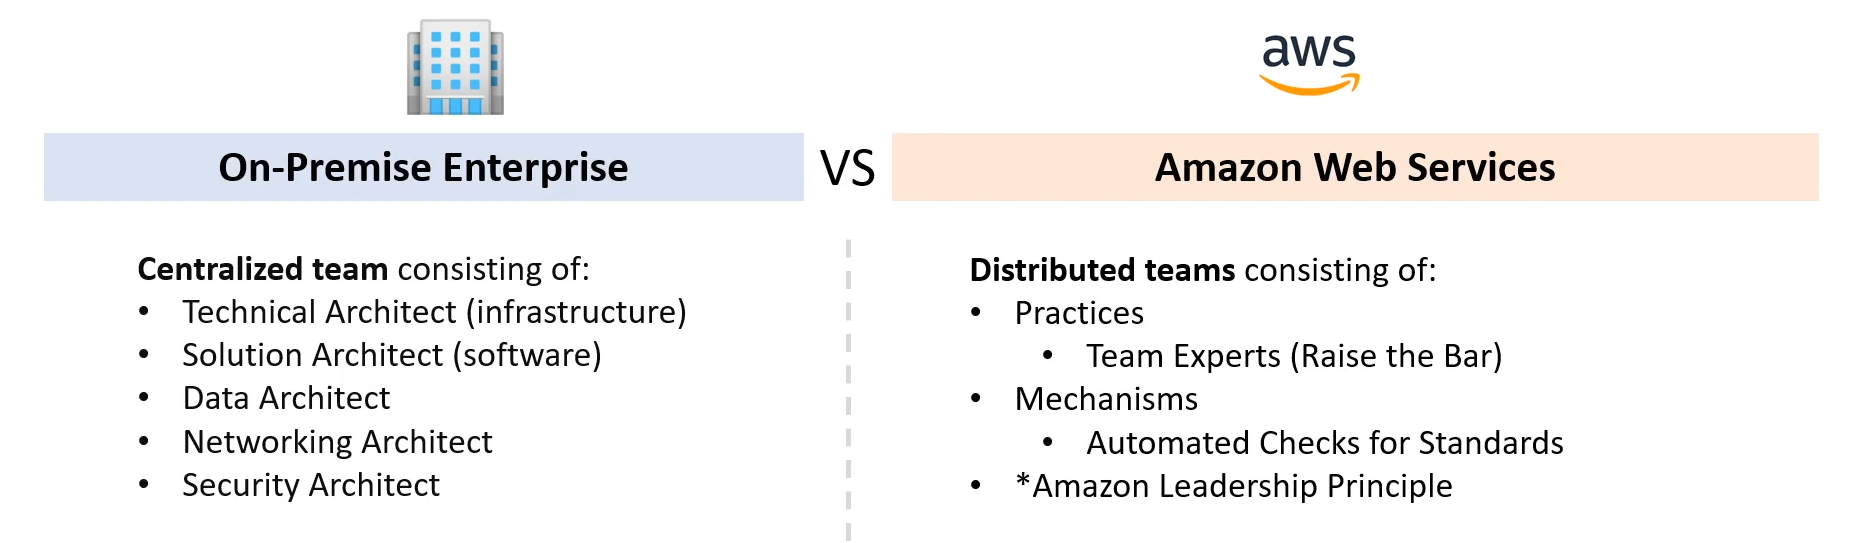 aws
On-Premise Enterprise
VS
Amazon Web Services
Centralized team consisting of:
• Technical Architect (infrastructure)
• Solution Architect (software)
• Data Architect
• Networking Architect
• Security Architect
Distributed teams consisting of:
• Practices
• Team Experts (Raise the Bar)
• Mechanisms
• Automated Checks for Standards
• *Amazon Leadership Principle